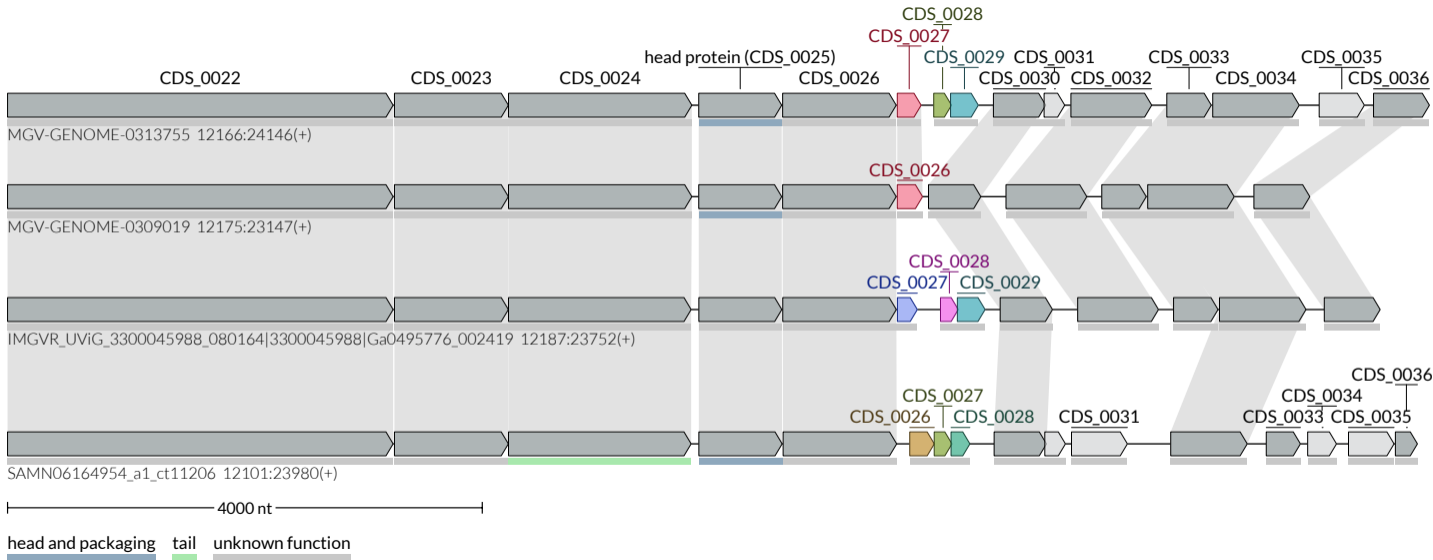 CDS_0028
CDS_0027
head protein (CDS_0025) CDS_0029 CDS_0031 CDS_0033 CDS_0035
CDS_0022 CDS_0023 CDS_0024 CDS_0026 CDS_0030 CDS_0032 CDS_0034 CDS_0036
MGV-GENOME-0313755 12166:24146(+)
CDS_0026
MGV-GENOME-0309019 12175:23147(+)
CDS_0028
CDS_0027 CDS_0029
IMGVR_UViG_3300045988_080164|3300045988|Ga0495776_002419 12187:23752(+)
CDS_0036
CDS_0027 CDS_0034
CDS_0026 CDS_0028 CDS_0031 CDS_0033 CDS_0035
SAMN06164954_a1_ct11206 12101:23980(+)
4000 nt
head and packaging tail unknown function